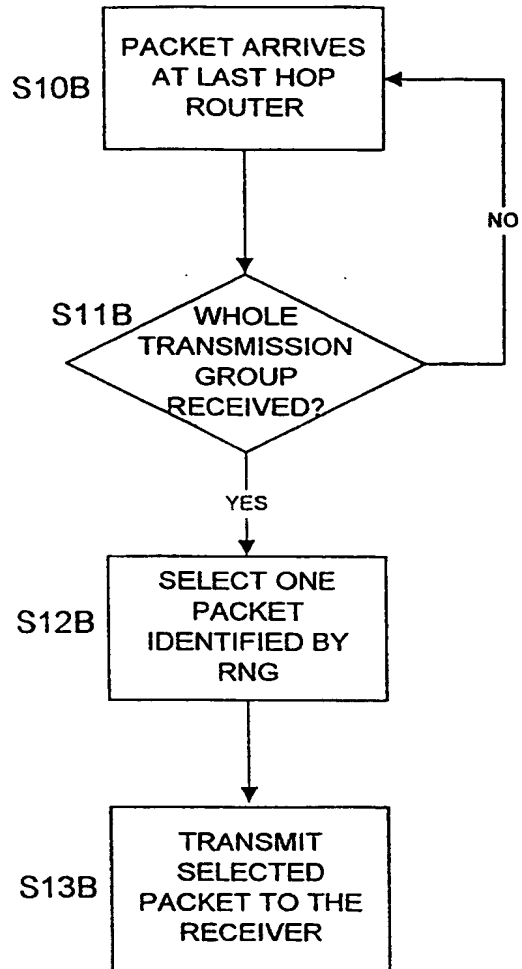 PACKET ARRIVES
AT LAST HOP
ROUTER
S10B
NO
S11B
WHOLE
TRANSMISSION
GROUP
RECEIVED?
YES
SELECT ONE
PACKET
IDENTIFIED BY
RNG
S12B
TRANSMIT
SELECTED
PACKET TO THE
RECEIVER
S13B